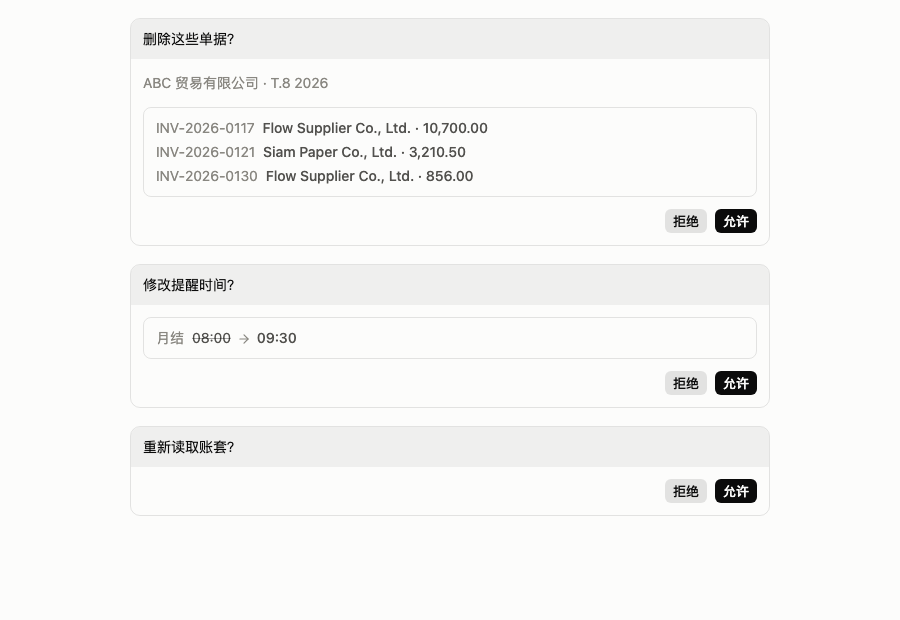 删除这些单据?
ABC 贸易有限公司 · T.8 2026
INV-2026-0117 Flow Supplier Co., Ltd. · 10,700.00
INV-2026-0121 Siam Paper Co., Ltd. · 3,210.50
INV-2026-0130 Flow Supplier Co., Ltd. · 856.00
拒绝 允许
修改提醒时间?
月结 08:00 → 09:30
拒绝 允许
重新读取账套?
拒绝 允许